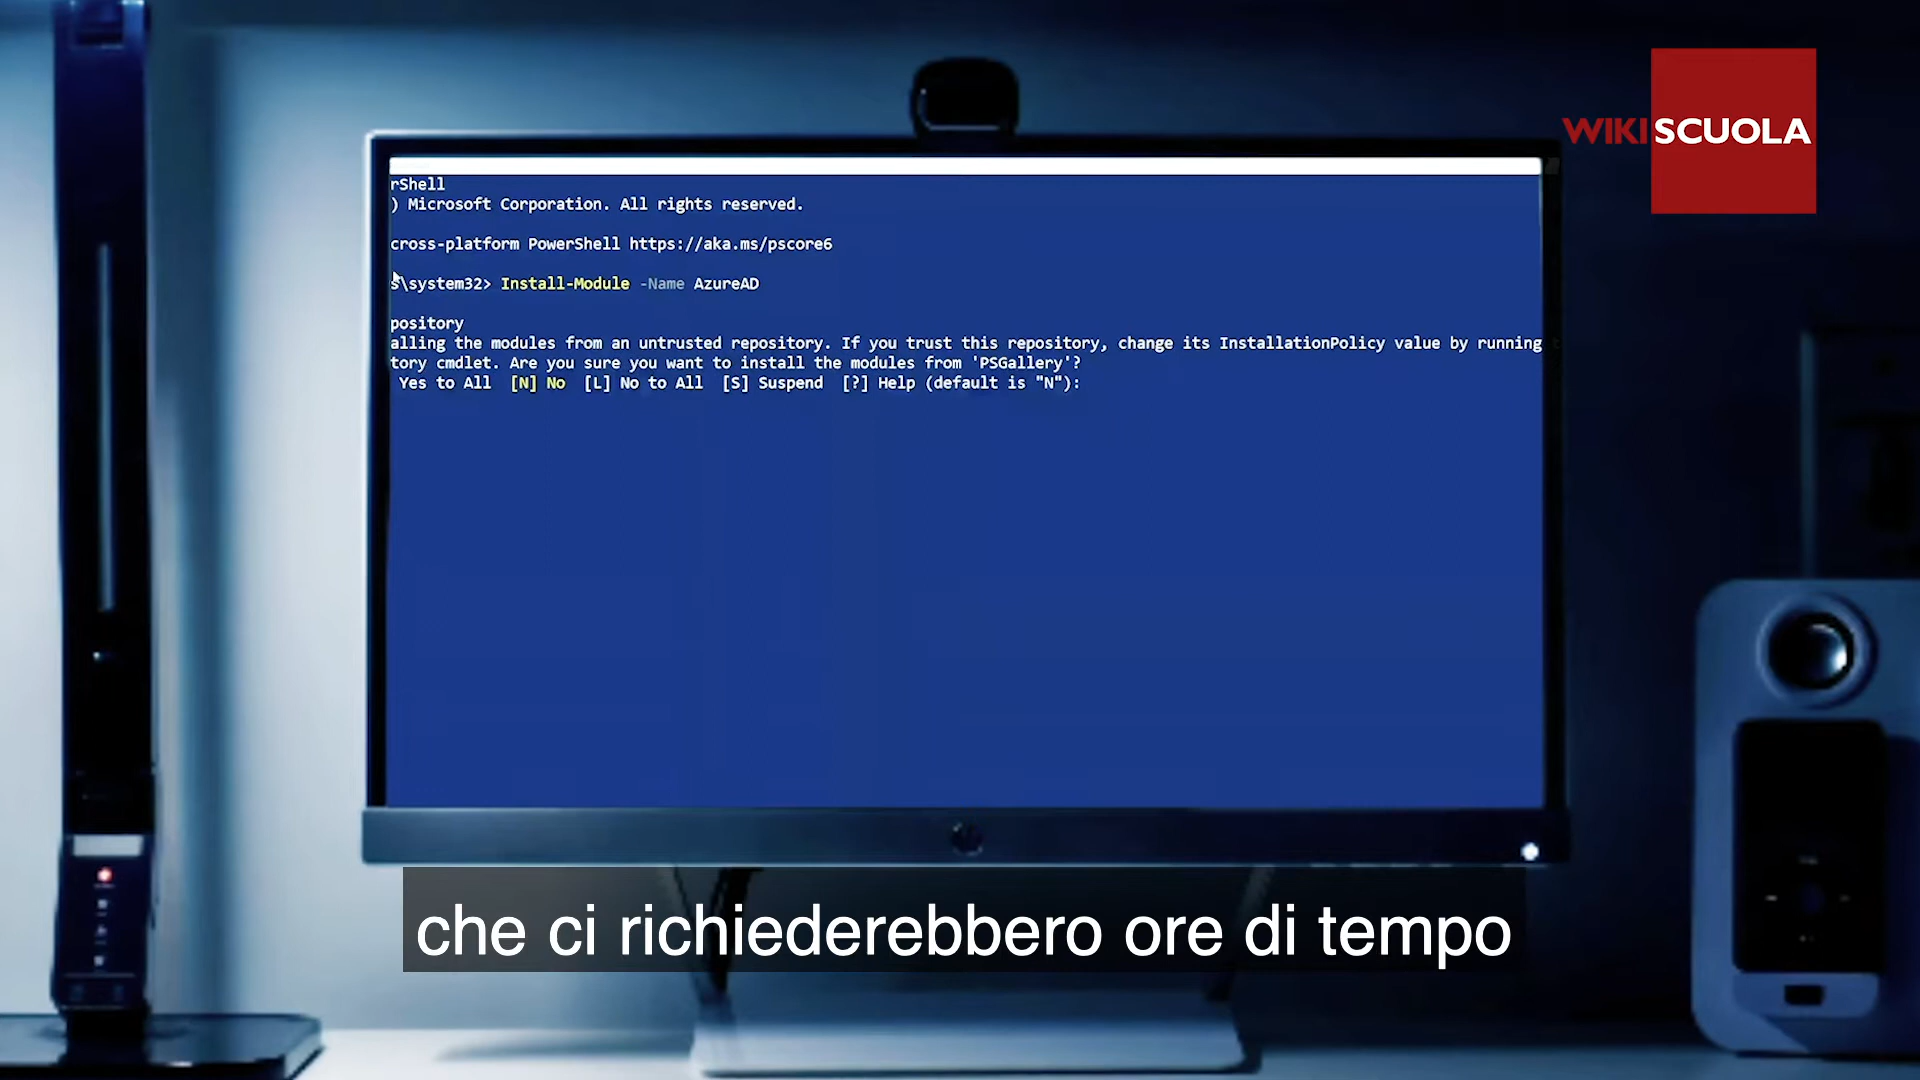 WIKISCUOLA
rShell
) Microsoft Corporation. All rights reserved.
cross-platform PowerShell https://aka.ms/pscore6
s\system32> Install-Module -Name AzureAD
pository
alling the modules from an untrusted repository. If you trust this repository, change its InstallationPolicy value by running t
tory cmdlet. Are you sure you want to install the modules from 'PSGallery'?
Yes to All [N] No [L] No to All [S] Suspend [?] Help (default is "N"):
che ci richiederebbero ore di tempo